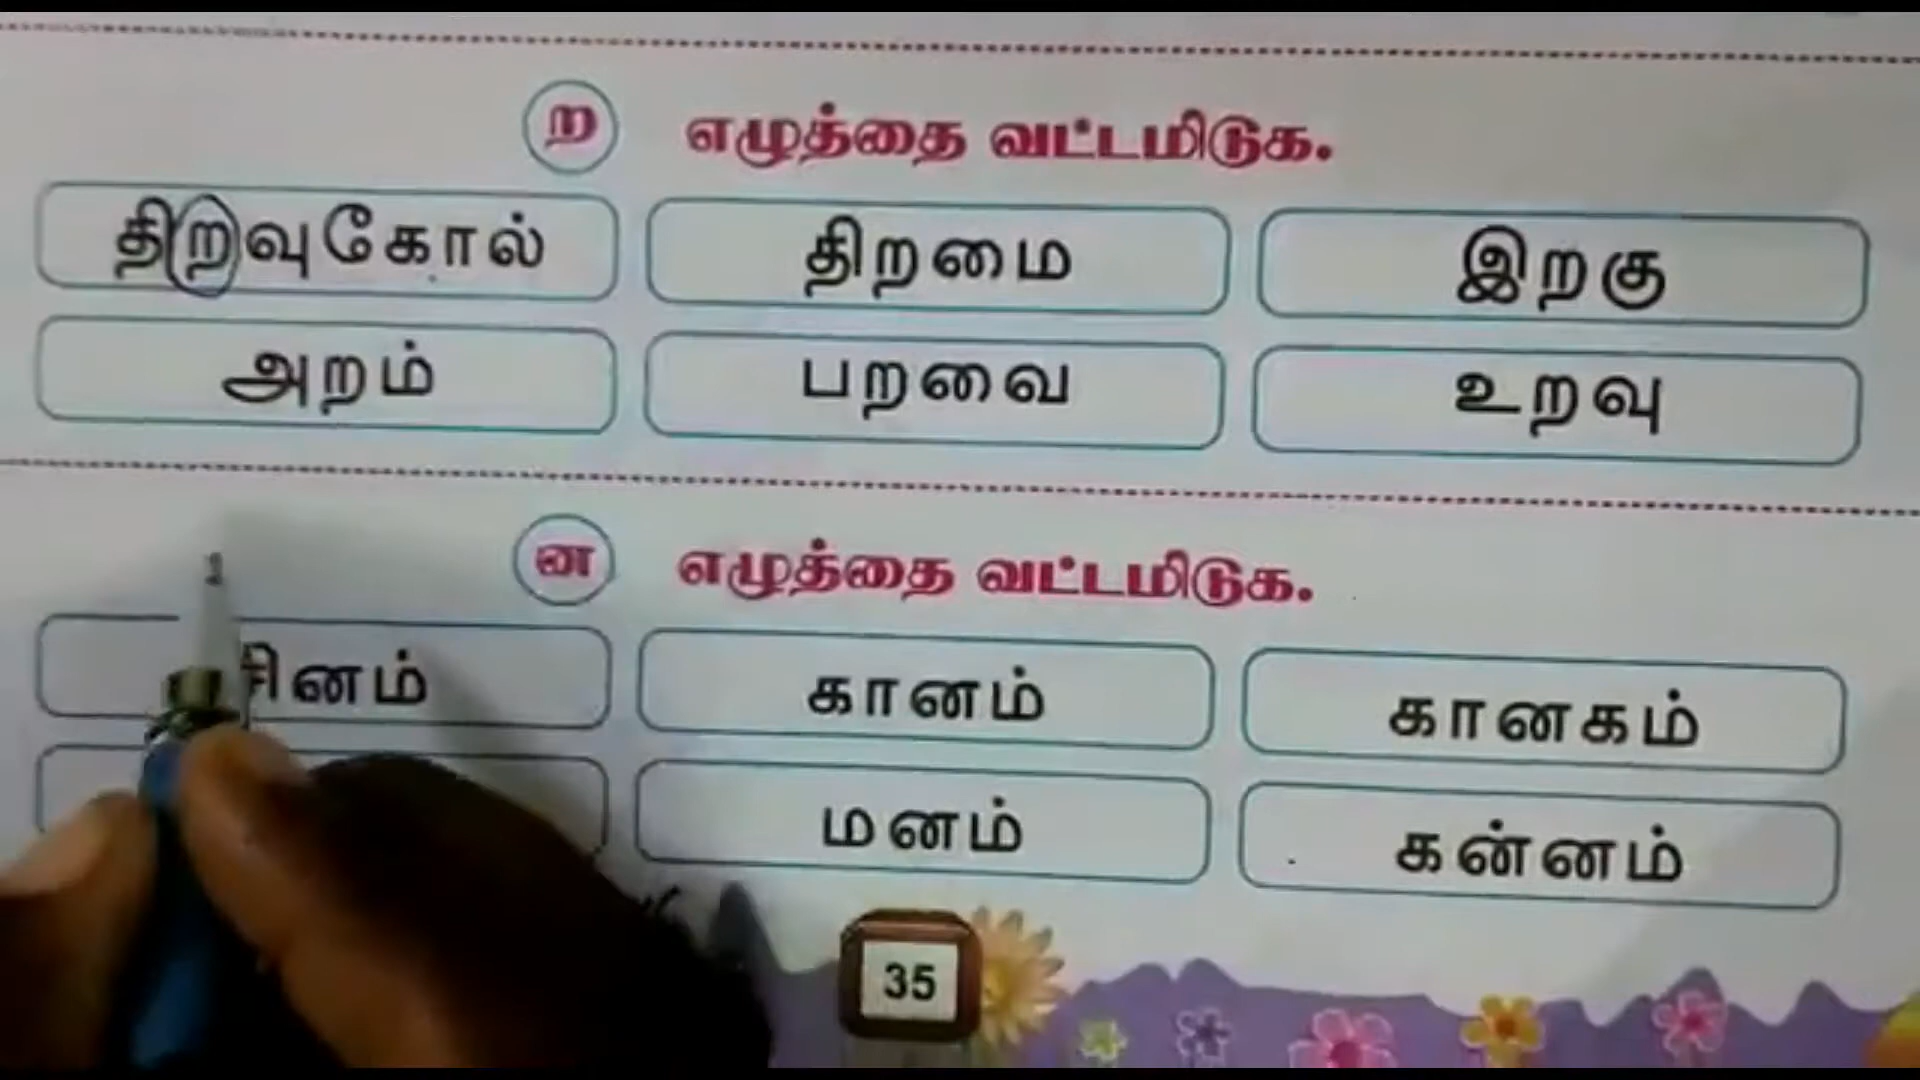 ற எழுத்தை வட்டமிடுக.
திறவுகோல் திறமை இறகு
அறம் பறவை உறவு
ன எழுத்தை வட்டமிடுக.
சினம் கானம் கானகம்
மனம் கன்னம்
35